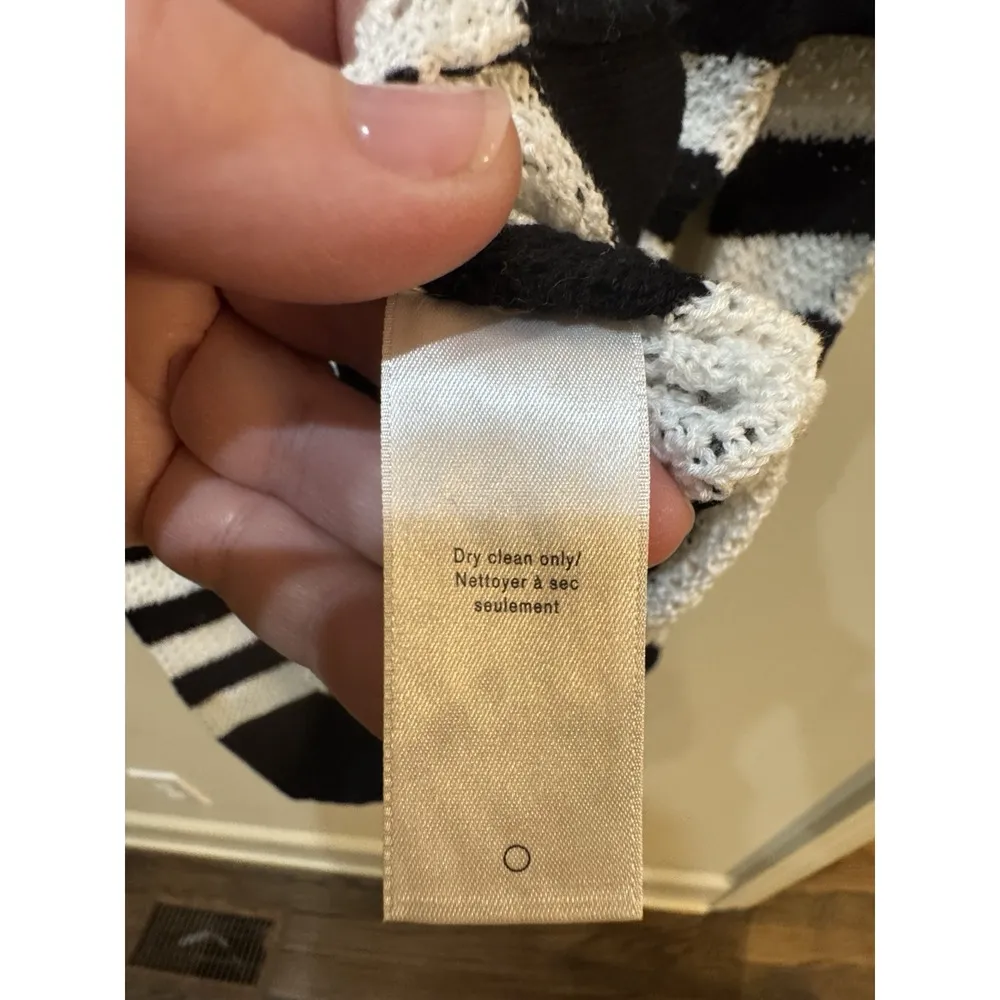 Dry clean only/
Nettoyer à sec
seulement